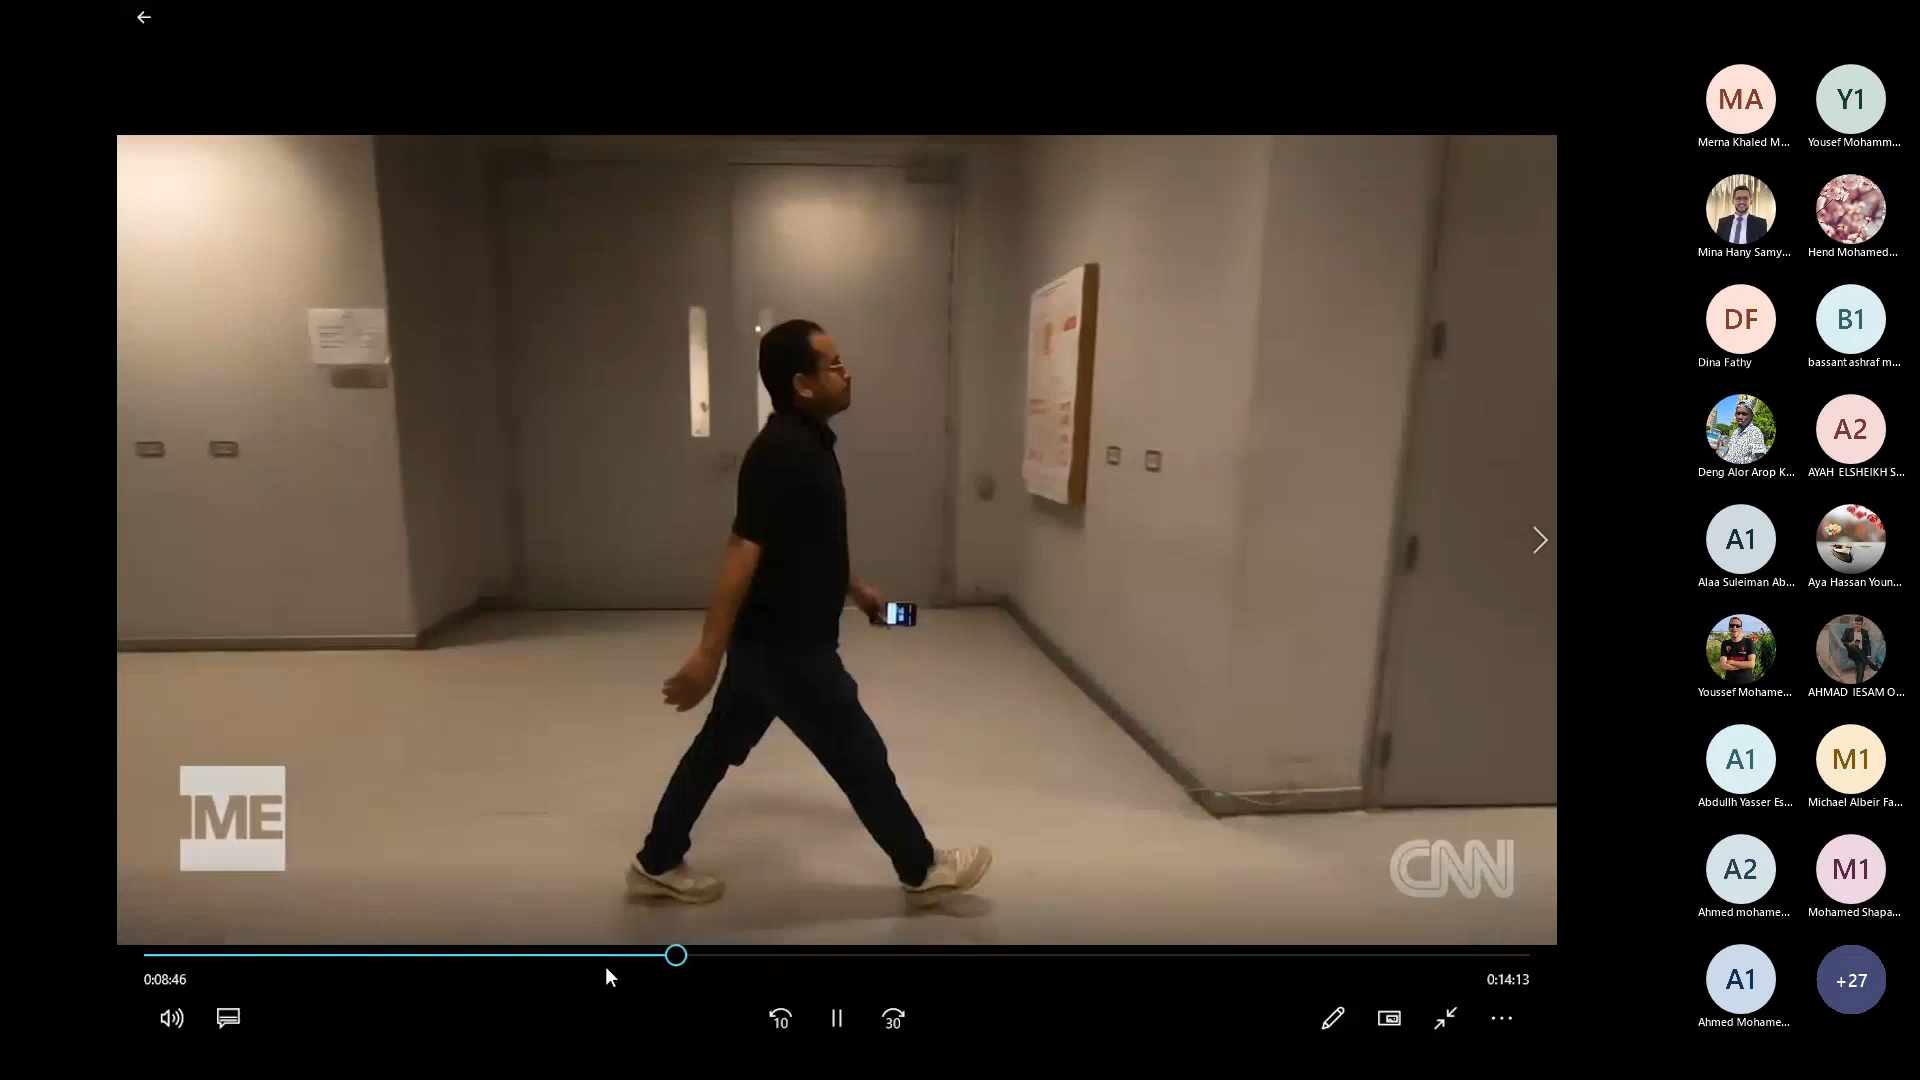 MA
Y1
Merna Khaled M...
Yousef Mohamm...
Mina Hany Samy...
Hend Mohamed...
DF
B1
Dina Fathy
bassant ashraf m...
A2
Deng Alor Arop K...
AYAH ELSHEIKH S...
A1
Alaa Suleiman Ab...
Aya Hassan Youn...
Youssef Mohame...
AHMAD IESAM O...
A1
M1
Abdullh Yasser Es...
Michael Albeir Fa...
A2
M1
Ahmed mohame...
Mohamed Shapa...
A1
+27
Ahmed Mohame...
IME
CNN
0:08:46
0:14:13
10
30